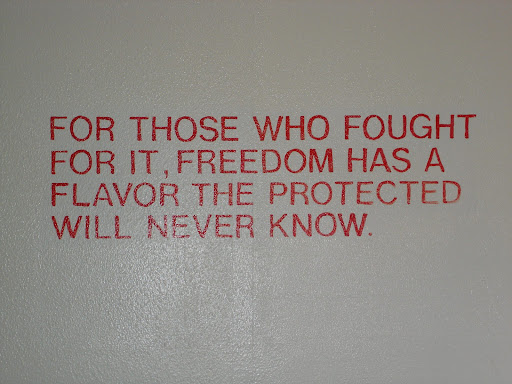 FOR THOSE WHO FOUGHT
FOR IT, FREEDOM HAS A
FLAVOR THE PROTECTED
WILL NEVER KNOW.